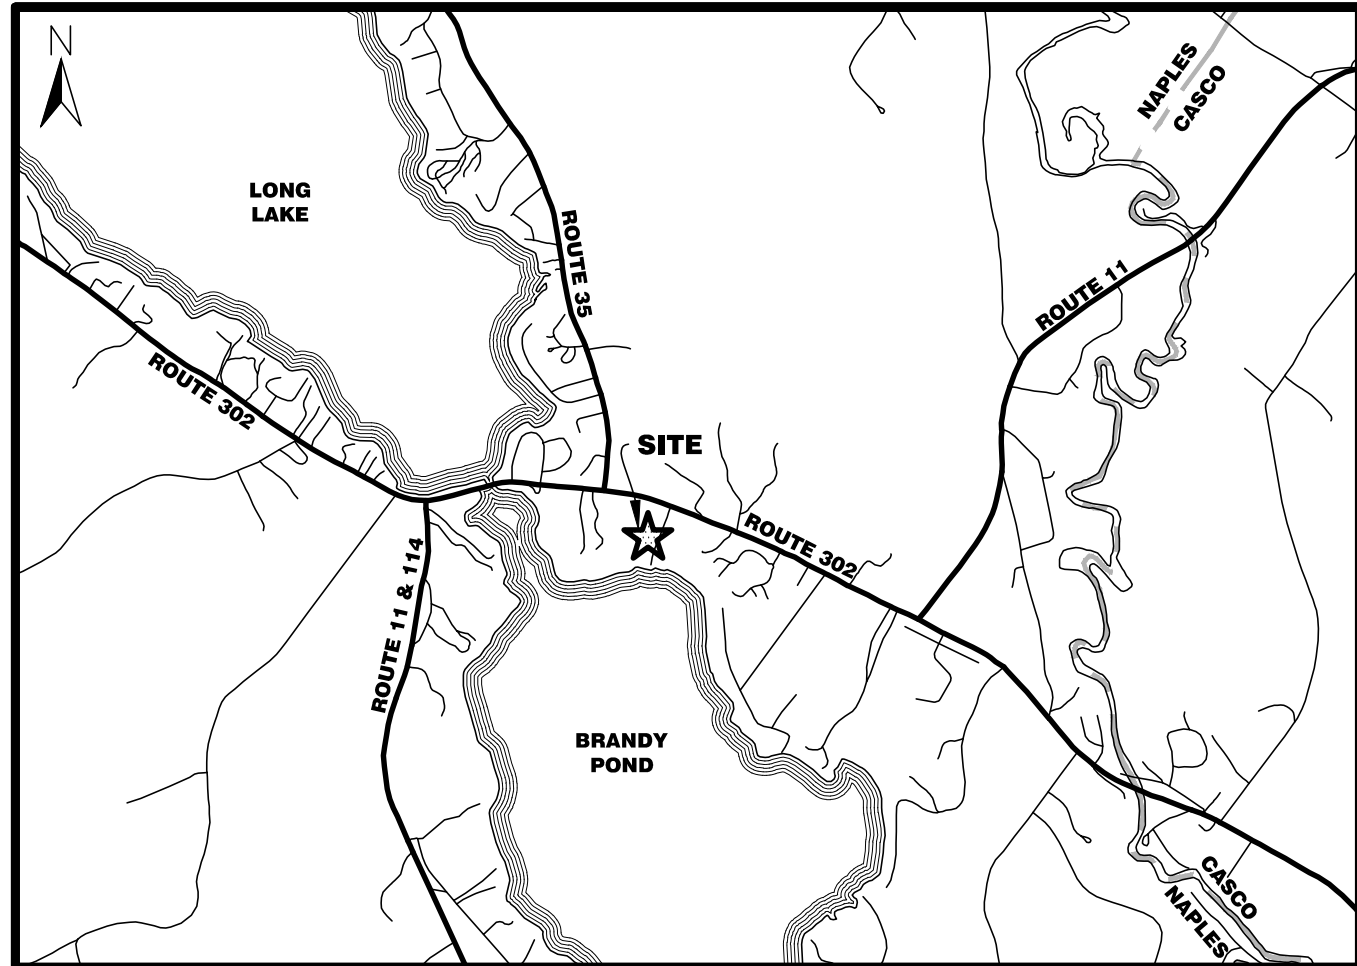 N
NAPLES
CASCO
LONG
LAKE
ROUTE 35
ROUTE 11
ROUTE 302
SITE
ROUTE 302
ROUTE 11 & 114
BRANDY
POND
CASCO
NAPLES